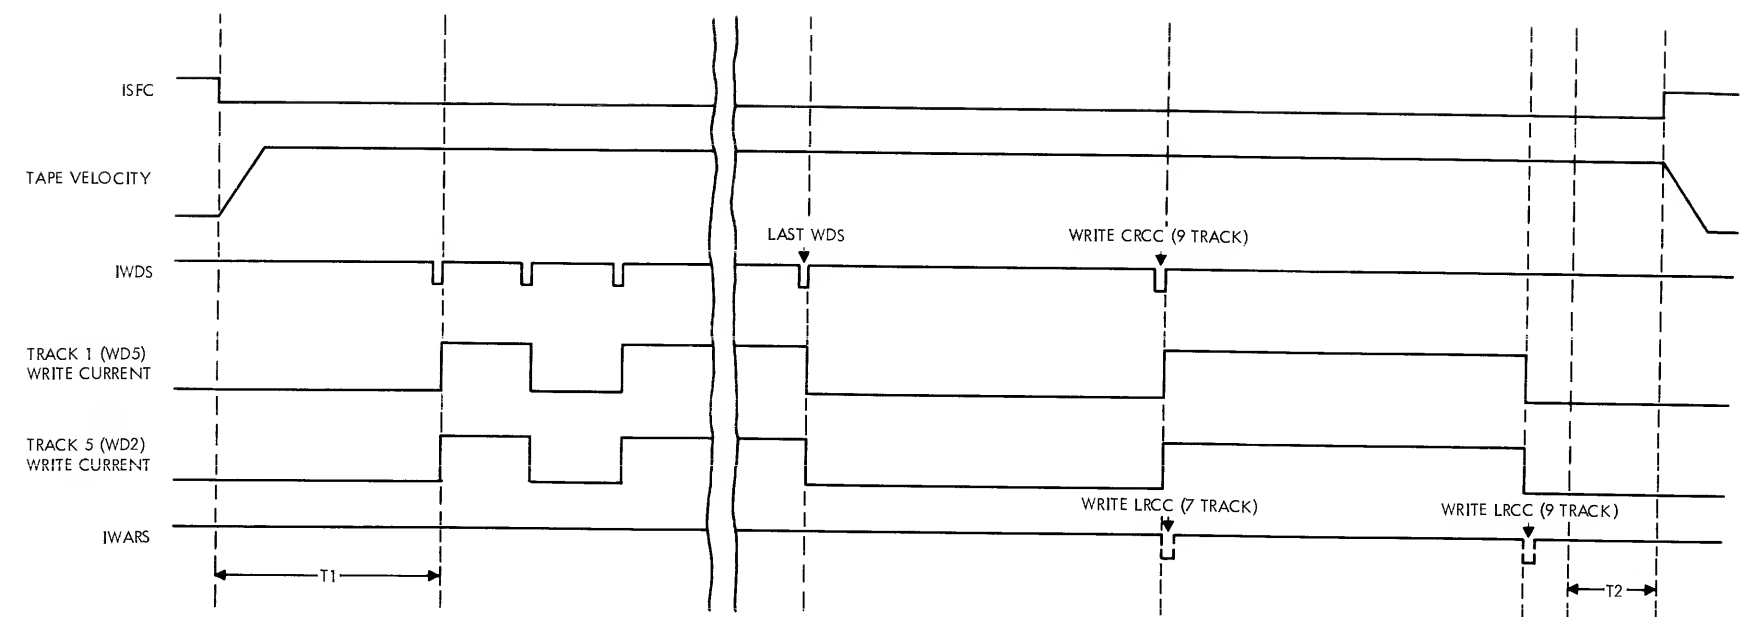 ISFC
TAPE VELOCITY
LAST WDS
WRITE CRCC (9 TRACK)
IWDS
TRACK 1 (WD5)
WRITE CURRENT
TRACK 5 (WD2)
WRITE CURRENT
WRITE LRCC (7 TRACK)
WRITE LRCC (9 TRACK)
IWARS
T1
T2